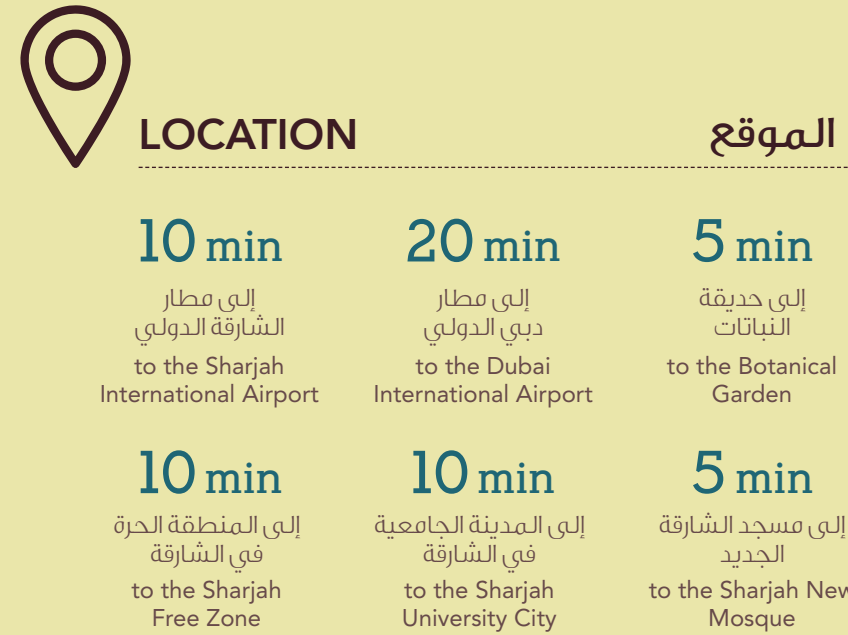 LOCATION
الموقع
10 min
إلى مطار
الشارقة الدولي
to the Sharjah
International Airport
20 min
إلى مطار
دبي الدولي
to the Dubai
International Airport
5 min
إلى حديقة
النباتات
to the Botanical
Garden
10 min
إلى المنطقة الحرة
في الشارقة
to the Sharjah
Free Zone
10 min
إلى المدينة الجامعية
في الشارقة
to the Sharjah
University City
5 min
إلى مسجد الشارقة
الجديد
to the Sharjah New
Mosque